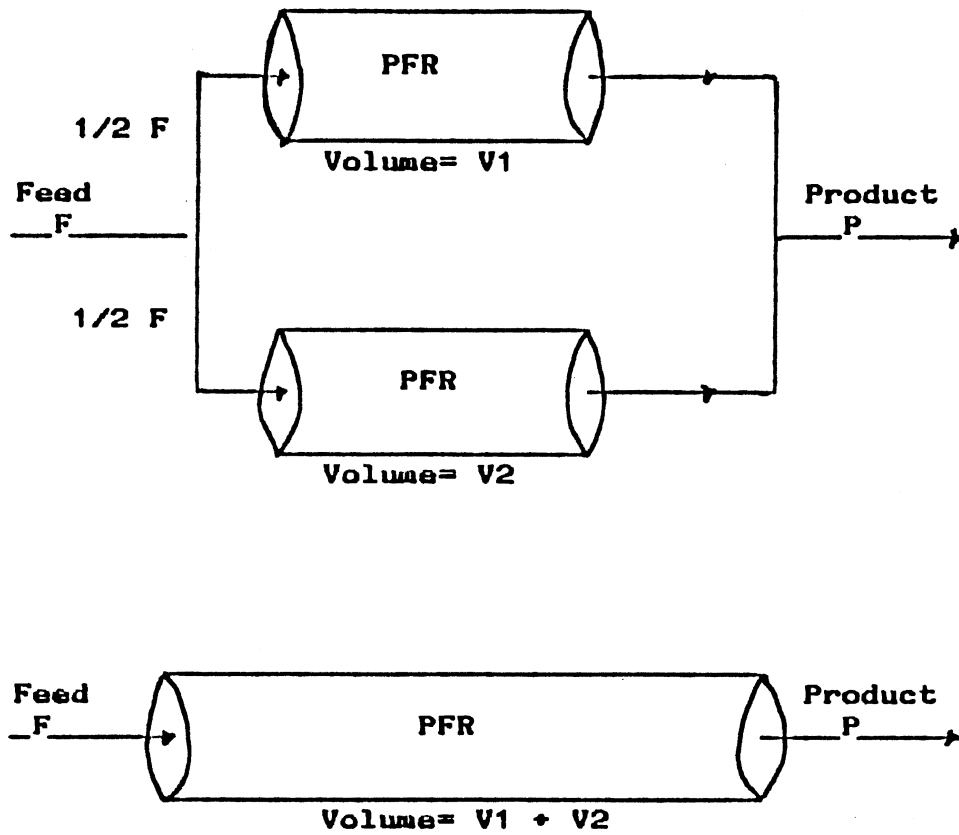 PFR
1/2 F
Volume= V1
Feed
F
Product
P
1/2 F
PFR
Volume= V2
Feed
F
PFR
Product
P
Volume= V1 + V2